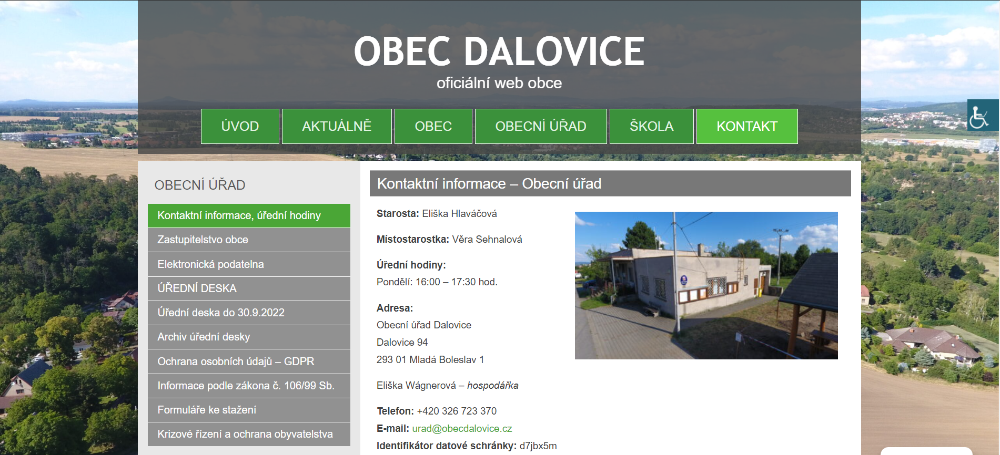 OBEC DALOVICE
oficiální web obce
ÚVOD
AKTUÁLNĚ
OBEC
OBECNÍ ÚŘAD
ŠKOLA
KONTAKT
OBECNÍ ÚŘAD
Kontaktní informace, úřední hodiny
Zastupitelstvo obce
Elektronická podatelna
ÚŘEDNÍ DESKA
Úřední deska do 30.9.2022
Archiv úřední desky
Ochrana osobních údajů – GDPR
Informace podle zákona č. 106/99 Sb.
Formuláře ke stažení
Krizové řízení a ochrana obyvatelstva
Kontaktní informace – Obecní úřad
Starosta: Eliška Hlaváčová
Místostarostka: Věra Sehnalová
Úřední hodiny:
Pondělí: 16:00 – 17:30 hod.
Adresa:
Obecní úřad Dalovice
Dalovice 94
293 01 Mladá Boleslav 1
Eliška Wágnerová – hospodářka
Telefon: +420 326 723 370
E-mail: urad@obecdalovice.cz
Identifikátor datové schránky: d7jbx5m